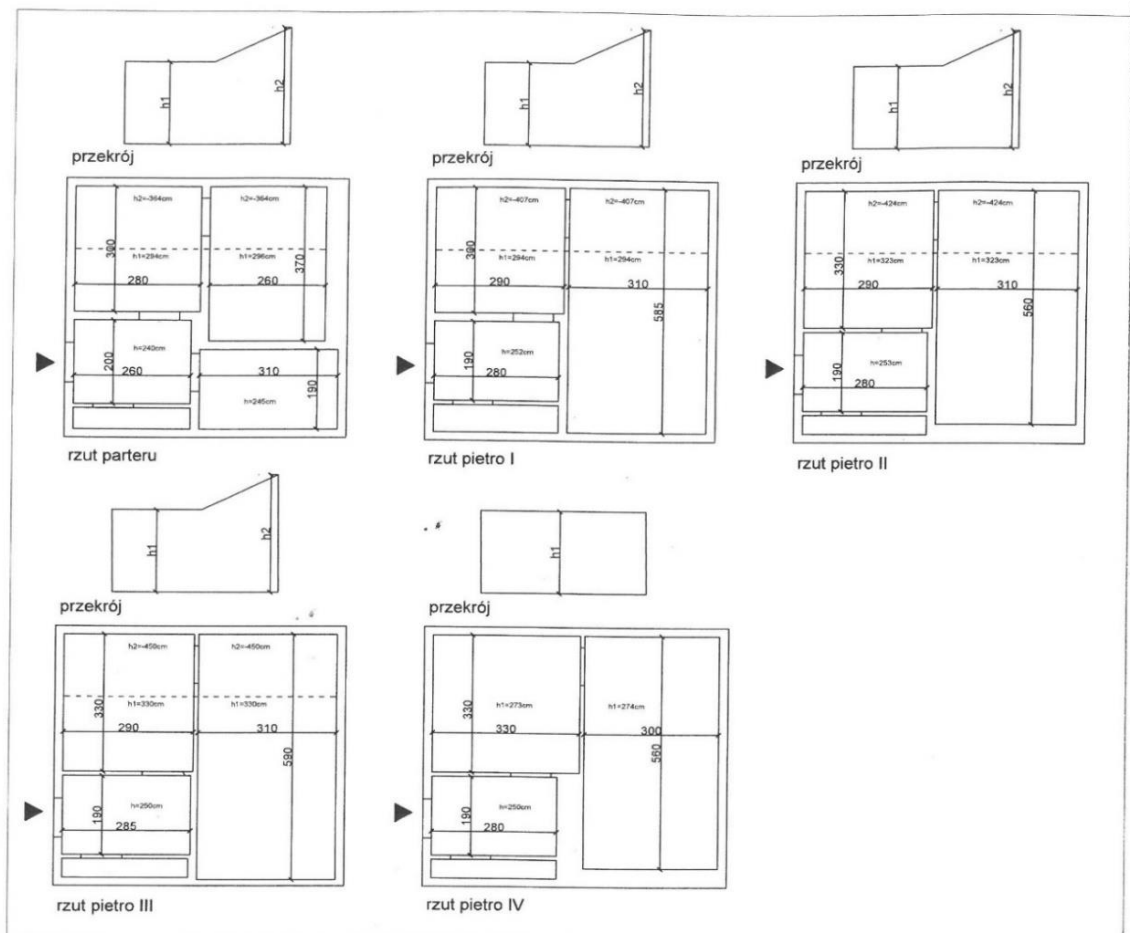 h1
h2
przekrój
h1
h2
przekrój
h1
h2
przekrój
h2=-364cm
h2=-364cm
300
h1=294cm
h1=296cm
370
280
260
h=240cm
200
260
310
h=245cm
190
rzut parteru
h2=-407cm
h2=-407cm
300
h1=294cm
h1=294cm
290
310
585
h=252cm
190
280
rzut pietro I
h2=-424cm
h2=-424cm
330
h1=323cm
h1=323cm
290
310
560
h=253cm
190
280
rzut pietro II
h1
h2
przekrój
h1
przekrój
h2=-450cm
h2=-450cm
330
h1=330cm
h1=330cm
290
310
590
h=290cm
190
285
rzut pietro III
330
h1=273cm
h1=274cm
330
300
560
h=250cm
190
280
rzut pietro IV